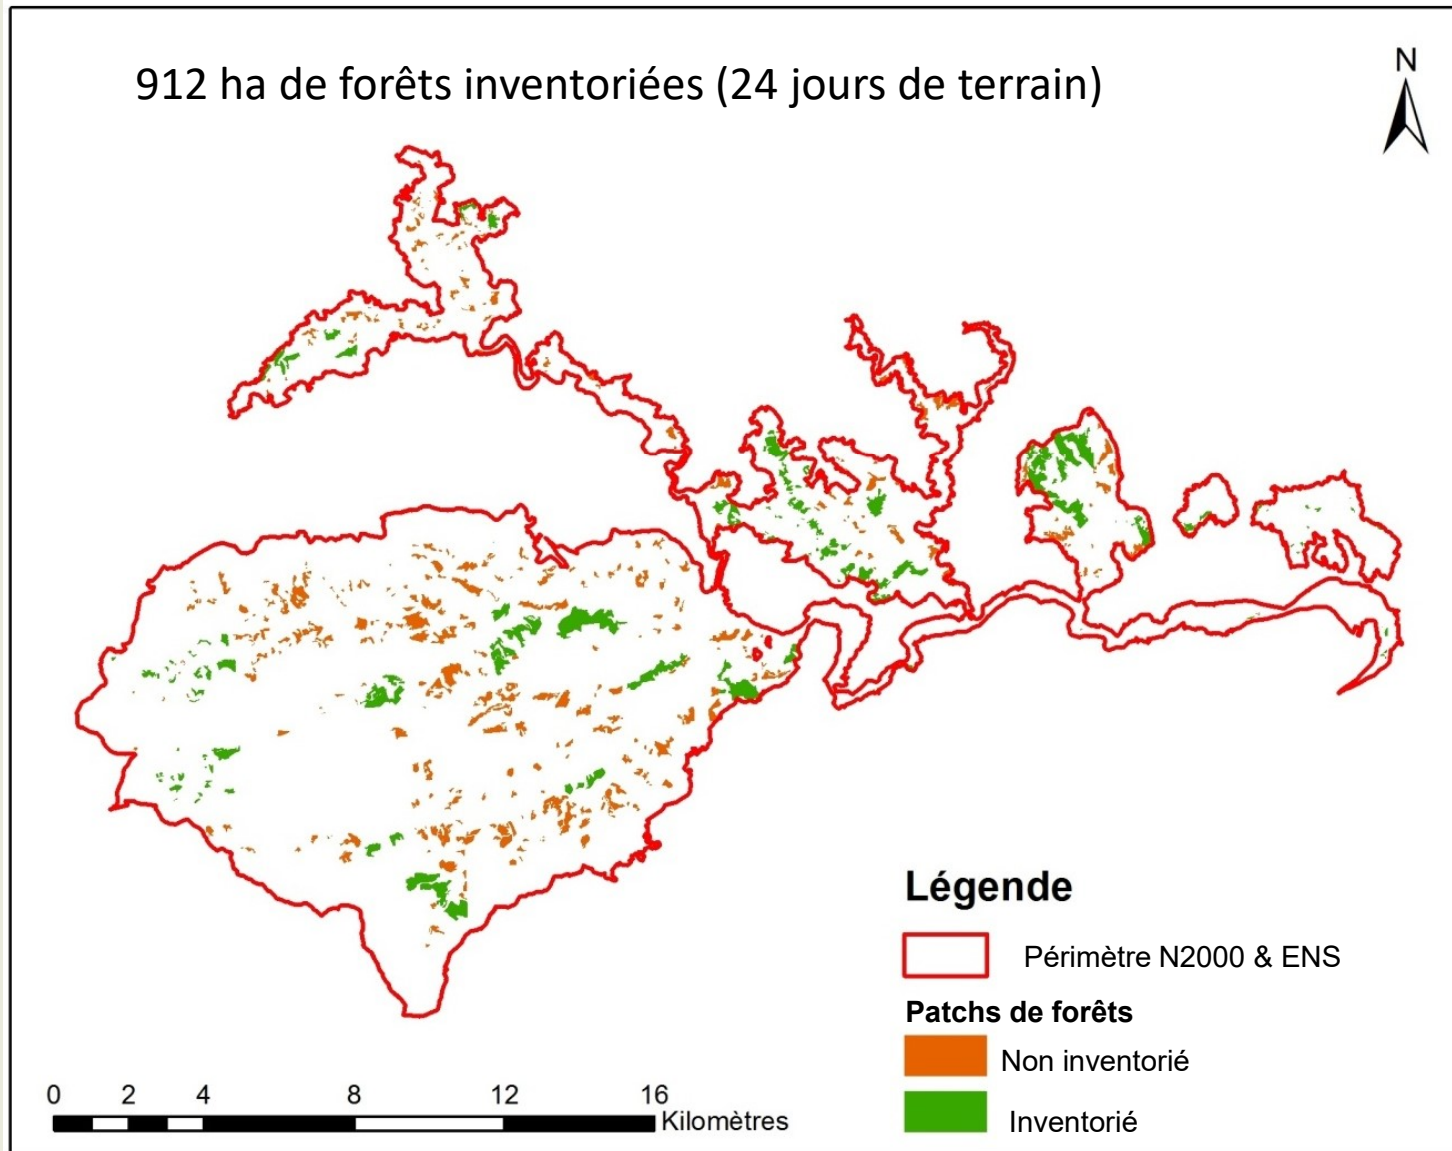 912 ha de forêts inventoriées (24 jours de terrain)
N
Légende
Périmètre N2000 & ENS
Patchs de forêts
Non inventorié
Inventorié
0 2 4 8 12 16
Kilomètres